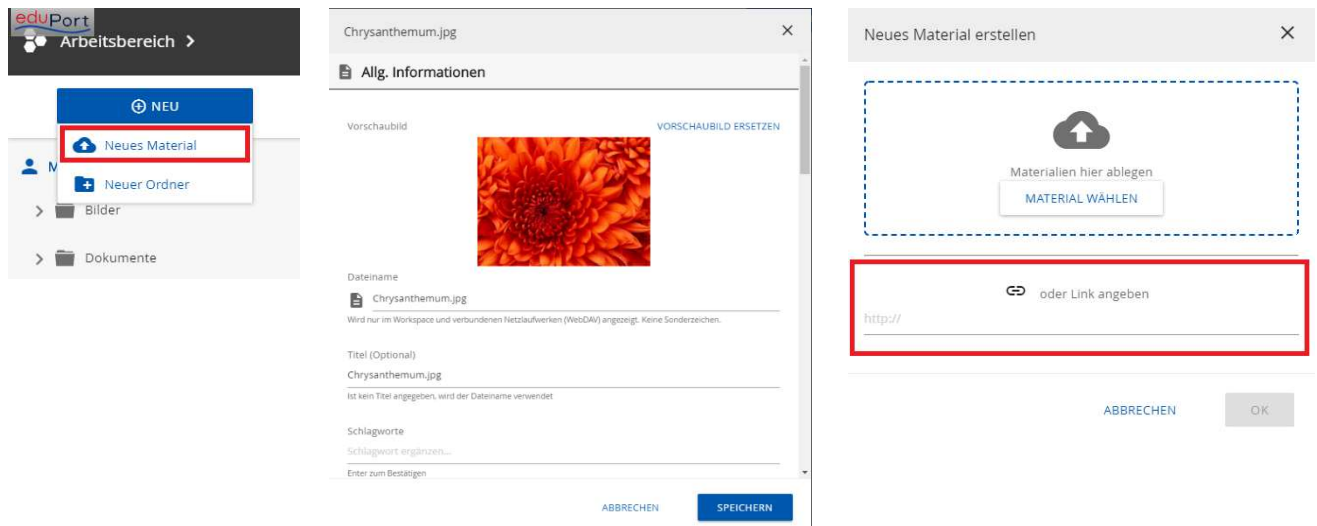 eduPort
Arbeitsbereich >
NEU
Neues Material
M
Neuer Ordner
Bilder
Dokumente
Chrysanthemum.jpg
Allg. Informationen
Vorschaubild
VORSCHAUBILD ERSETZEN
Dateiname
Chrysanthemum.jpg
Wird nur im Workspace und verbundenen Netzlaufwerken (WebDAV) angezeigt. Keine Sonderzeichen.
Titel (Optional)
Chrysanthemum.jpg
Ist kein Titel angegeben, wird der Dateiname verwendet
Schlagworte
Schlagwort ergänzen...
Enter zum Bestätigen
ABBRECHEN
SPEICHERN
Neues Material erstellen
Materialien hier ablegen
MATERIAL WÄHLEN
oder Link angeben
http://
ABBRECHEN
OK